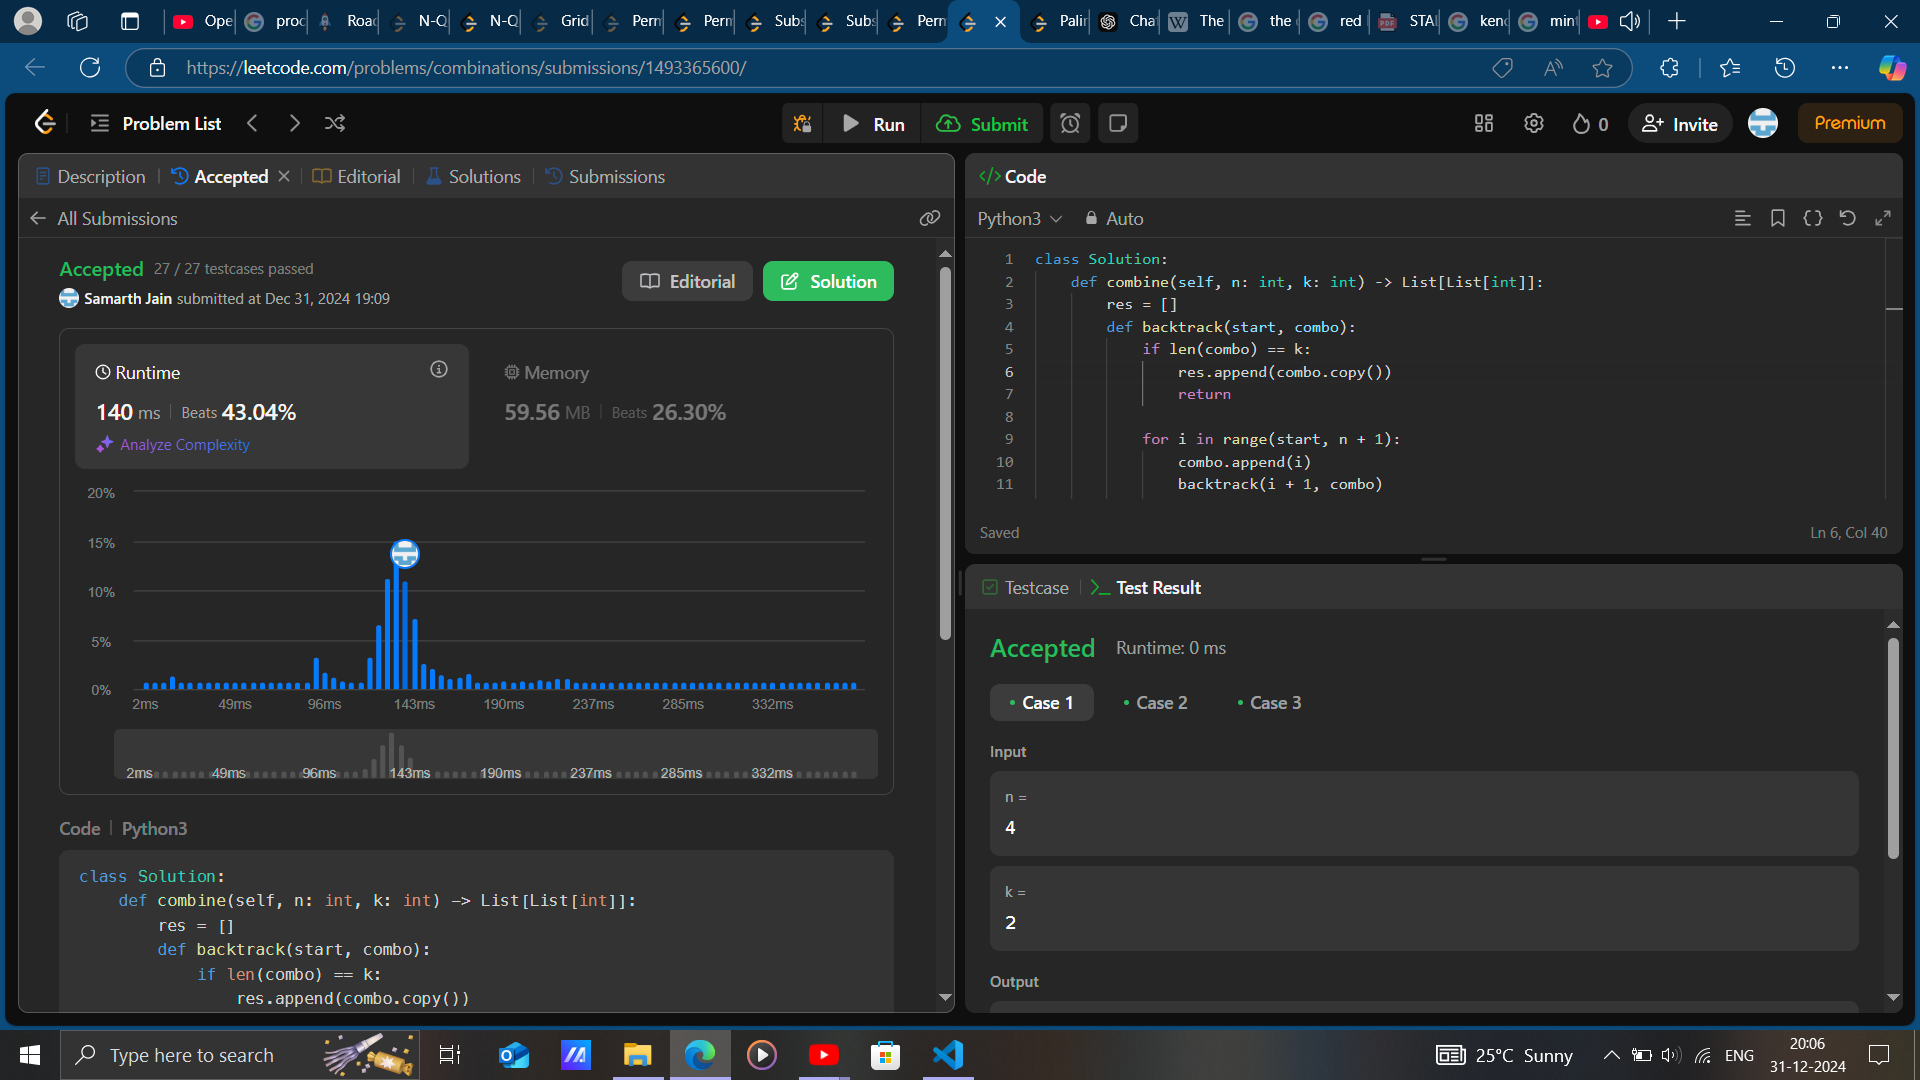 Ope
proc
Road
N-Q
N-Q
Grid
Perm
Perm
Subs
Subs
Perm
Palin
Chat
The
the
red
STAI
kend
mint
https://leetcode.com/problems/combinations/submissions/1493365600/
Problem List
Run
Submit
0
Invite
Premium
Description
Accepted
Editorial
Solutions
Submissions
All Submissions
Accepted 27 / 27 testcases passed
Samarth Jain submitted at Dec 31, 2024 19:09
Editorial
Solution
Runtime
140 ms | Beats 43.04%
Analyze Complexity
Memory
59.56 MB | Beats 26.30%
20%
15%
10%
5%
0%
2ms 49ms 96ms 143ms 190ms 237ms 285ms 332ms
2ms 49ms 96ms 143ms 190ms 237ms 285ms 332ms
Code | Python3
class Solution:
    def combine(self, n: int, k: int) -> List[List[int]]:
        res = []
        def backtrack(start, combo):
            if len(combo) == k:
                res.append(combo.copy())
</> Code
Python3
Auto
1 class Solution:
2     def combine(self, n: int, k: int) -> List[List[int]]:
3         res = []
4         def backtrack(start, combo):
5             if len(combo) == k:
6                 res.append(combo.copy())
7                 return
8
9             for i in range(start, n + 1):
10                 combo.append(i)
11                 backtrack(i + 1, combo)
Saved
Ln 6, Col 40
Testcase
Test Result
Accepted Runtime: 0 ms
Case 1
Case 2
Case 3
Input
n =
4
k =
2
Output
Type here to search
25°C Sunny
ENG
20:06
31-12-2024